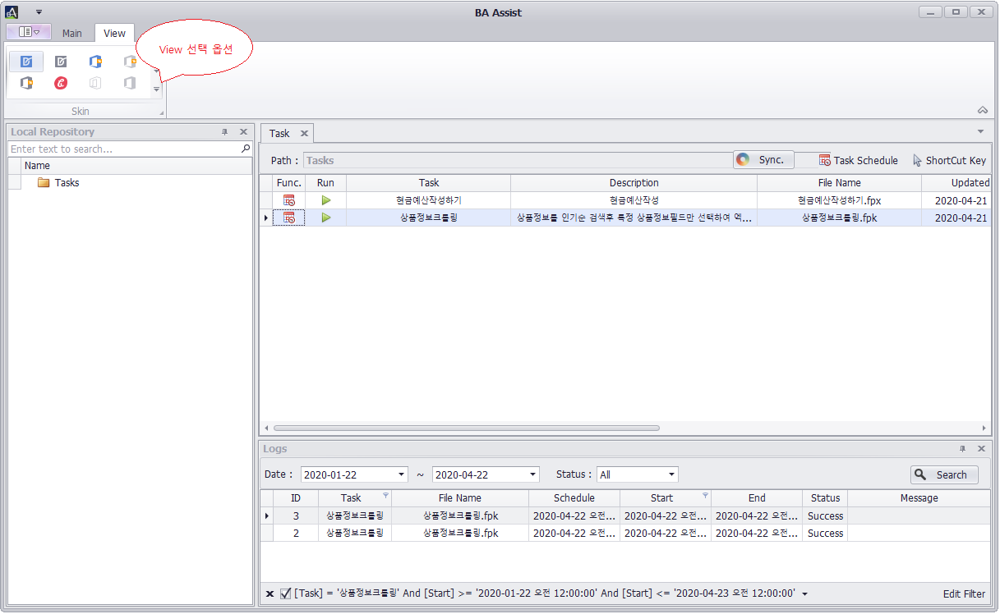 BA Assist
Main View
View 선택 옵션
Skin
Local Repository
Enter text to search...
Name
Tasks
Task
Path : Tasks Sync. Task Schedule ShortCut Key
Func. Run Task Description File Name Updated
현금예산작성하기 현금예산작성 현금예산작성하기.fpx 2020-04-21
상품정보크롤링 상품정보를 인기순 검색후 특정 상품정보필드만 선택하여 엑... 상품정보크롤링.fpk 2020-04-21
Logs
Date : 2020-01-22 ~ 2020-04-22 Status : All Search
ID Task File Name Schedule Start End Status Message
3 상품정보크롤링 상품정보크롤링.fpk 2020-04-22 오전... 2020-04-22 오전... 2020-04-22 오전... Success
2 상품정보크롤링 상품정보크롤링.fpk 2020-04-22 오전... 2020-04-22 오전... 2020-04-22 오전... Success
[Task] = '상품정보크롤링' And [Start] >= '2020-01-22 오전 12:00:00' And [Start] <= '2020-04-23 오전 12:00:00' Edit Filter